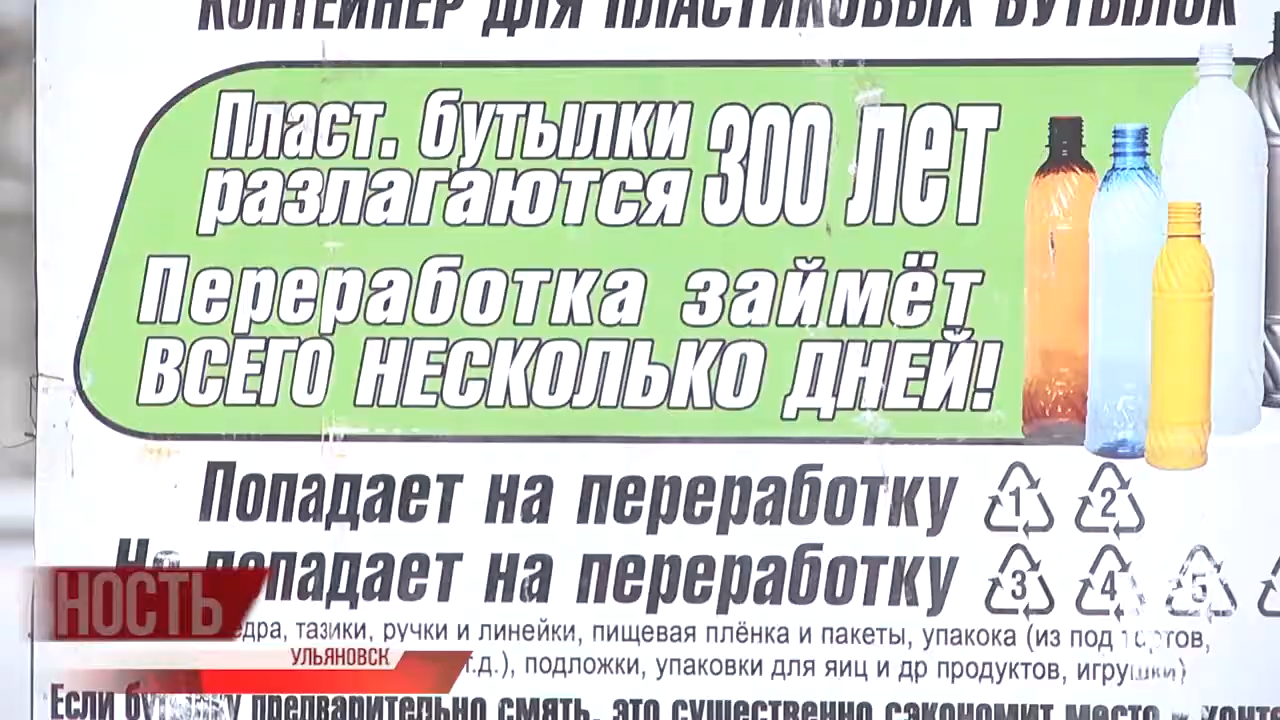 КОНТЕЙНЕР ДЛЯ ПЛАСТИКОВЫХ БУТЫЛОК
Пласт. бутылки
разлагаются
300 лет
Переработка займёт
ВСЕГО НЕСКОЛЬКО ДНЕЙ!
Попадает на переработку 1 2
Не попадает на переработку 3 4 5
тазики, ручки и линейки, пищевая плёнка и пакеты, упакока (из под тортов,
т.д.), подложки, упаковки для яиц и др продуктов, игрушки)
Если бутылку предварительно смять, это существенно сэкономит место в
НОСТЬ
УЛЬЯНОВСК